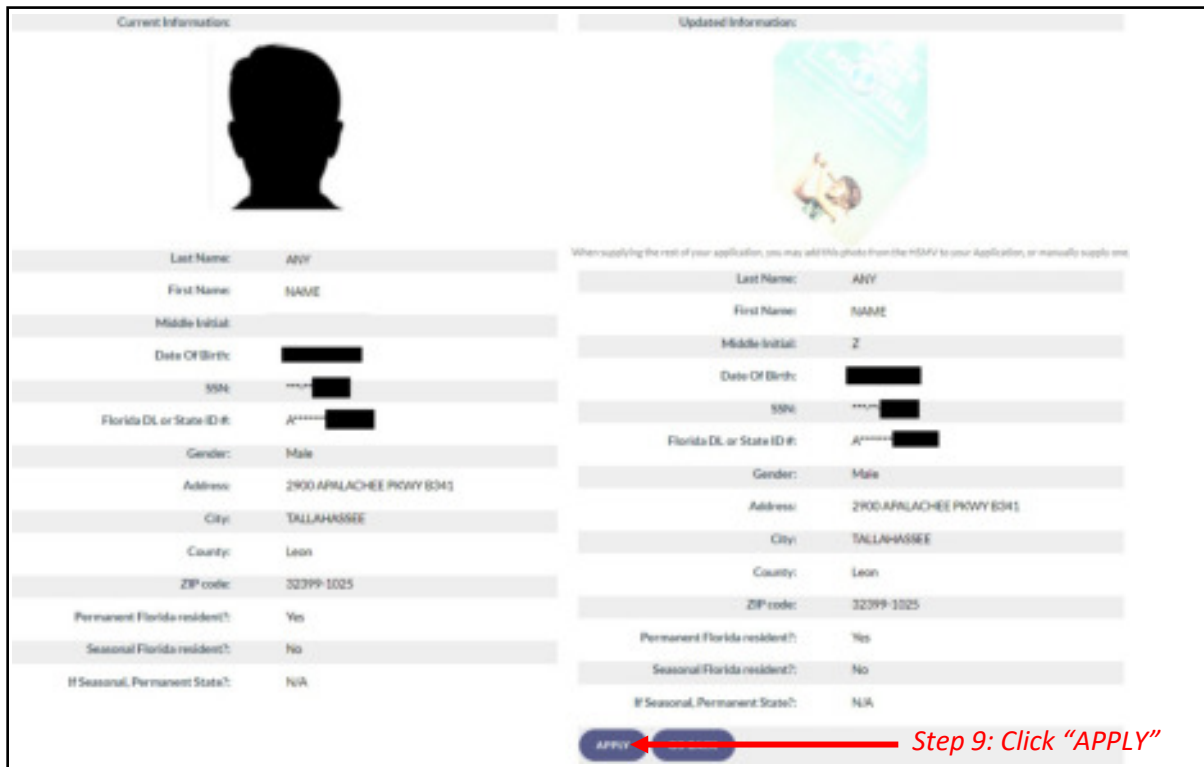 Current Information:
Last Name: ANY
First Name: NAME
Middle Initial:
Date Of Birth:
SSN: ***-**
Florida DL or State ID #: A*******
Gender: Male
Address: 2900 APALACHEE PKWY B341
City: TALLAHASSEE
County: Leon
ZIP code: 32399-1025
Permanent Florida resident?: Yes
Seasonal Florida resident?: No
If Seasonal, Permanent State?: N/A
Updated Information:
When supplying the rest of your application, you may add this photo from the HSMV to your Application, or manually supply one.
Last Name: ANY
First Name: NAME
Middle Initial: Z
Date Of Birth:
SSN: ***-**
Florida DL or State ID #: A*******
Gender: Male
Address: 2900 APALACHEE PKWY B341
City: TALLAHASSEE
County: Leon
ZIP code: 32399-1025
Permanent Florida resident?: Yes
Seasonal Florida resident?: No
If Seasonal, Permanent State?: N/A
APPLY
Step 9: Click “APPLY”